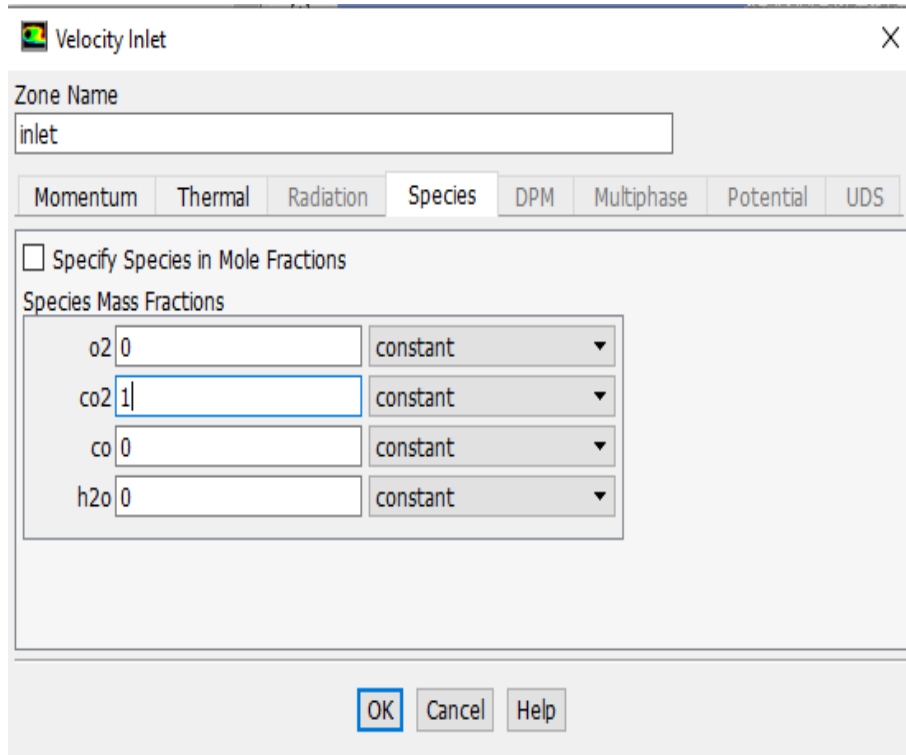 Velocity Inlet
Zone Name
inlet
Momentum Thermal Radiation Species DPM Multiphase Potential UDS
Specify Species in Mole Fractions
Species Mass Fractions
o2 0 constant
co2 1 constant
co 0 constant
h2o 0 constant
OK Cancel Help